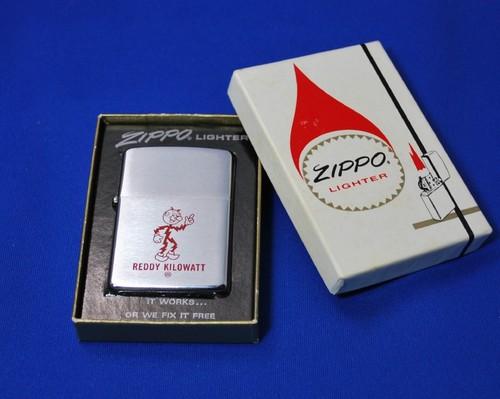 ZIPPO LIGHTER
REDDY KILOWATT
®
IT WORKS...
OR WE FIX IT FREE
ZIPPO®
LIGHTER